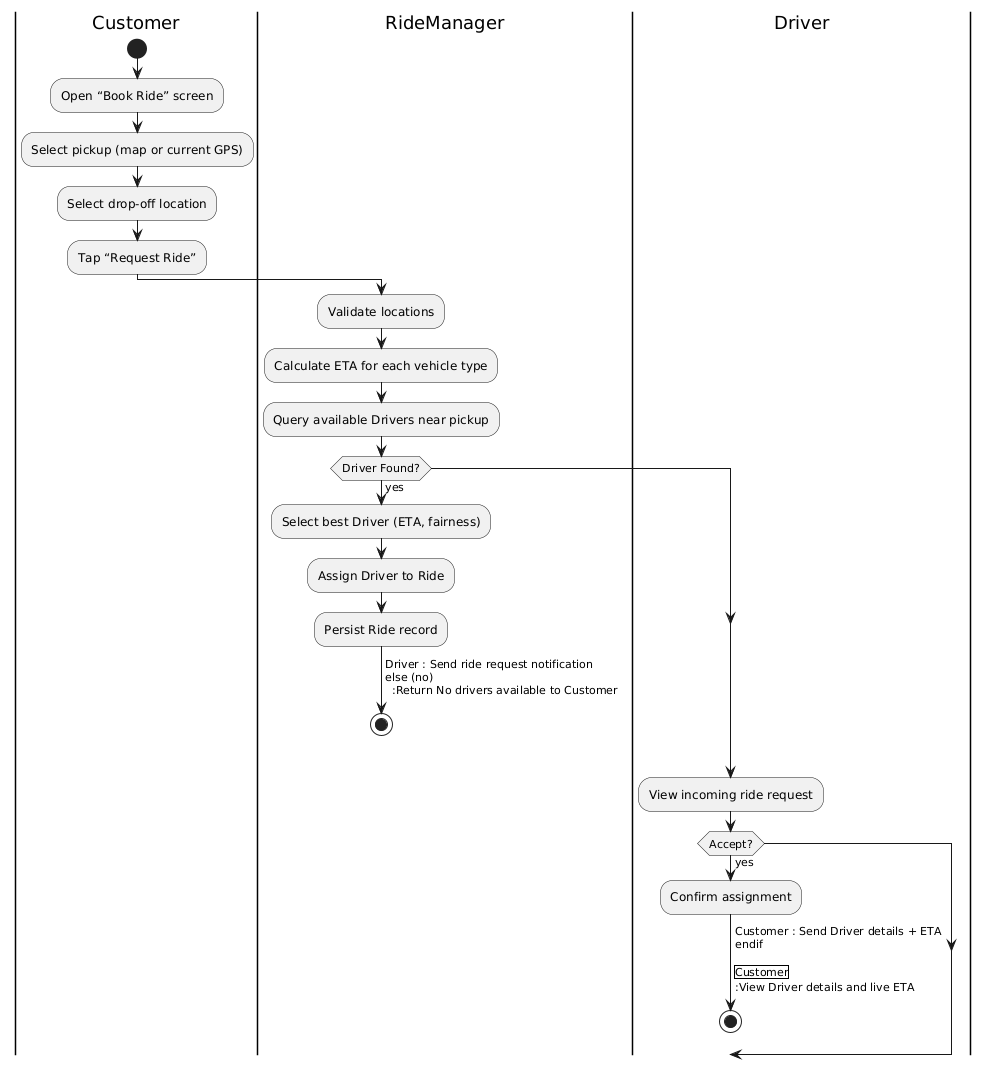 Customer
RideManager
Driver
Open “Book Ride” screen
Select pickup (map or current GPS)
Select drop-off location
Tap “Request Ride”
Validate locations
Calculate ETA for each vehicle type
Query available Drivers near pickup
Driver Found?
yes
Select best Driver (ETA, fairness)
Assign Driver to Ride
Persist Ride record
Driver : Send ride request notification
else (no)
:Return No drivers available to Customer
View incoming ride request
Accept?
yes
Confirm assignment
Customer : Send Driver details + ETA
endif
Customer
:View Driver details and live ETA